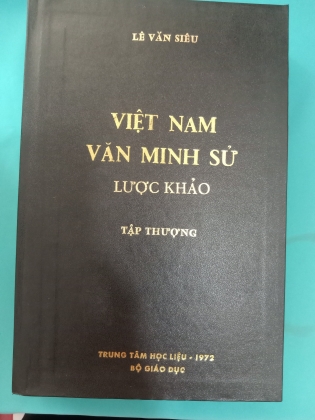 LÊ VĂN SIÊU
VIỆT NAM
VĂN MINH SỬ
LƯỢC KHẢO
TẬP THƯỢNG
TRUNG TÂM HỌC LIỆU - 1972
BỘ GIÁO DỤC